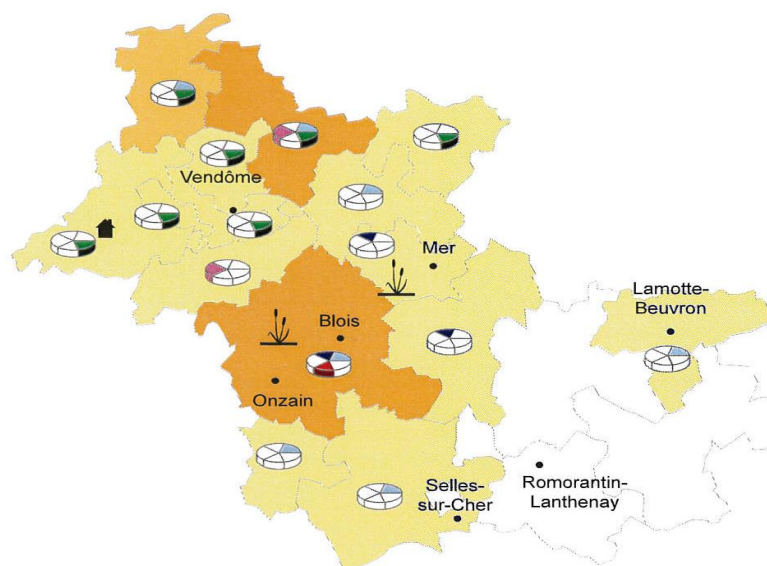 Vendôme
Mer
Lamotte-
Beuvron
Blois
Onzain
Selles-
sur-Cher
Romorantin-
Lanthenay